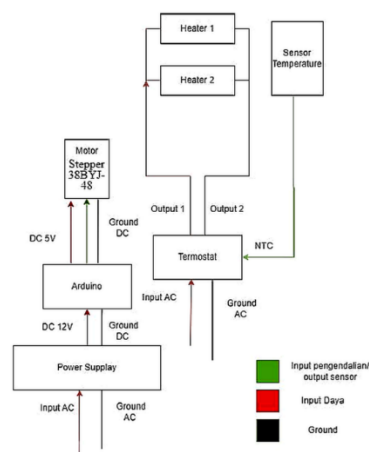 Heater 1
Heater 2
Sensor
Temperature
Motor
Stepper
38BYJ-
48
DC 5V
Ground
DC
Output 1
Output 2
Termostat
NTC
Arduino
Input AC
Ground
AC
DC 12V
Ground
DC
Power Supplay
Input AC
Ground
AC
Input pengendalian/
output sensor
Input Daya
Ground